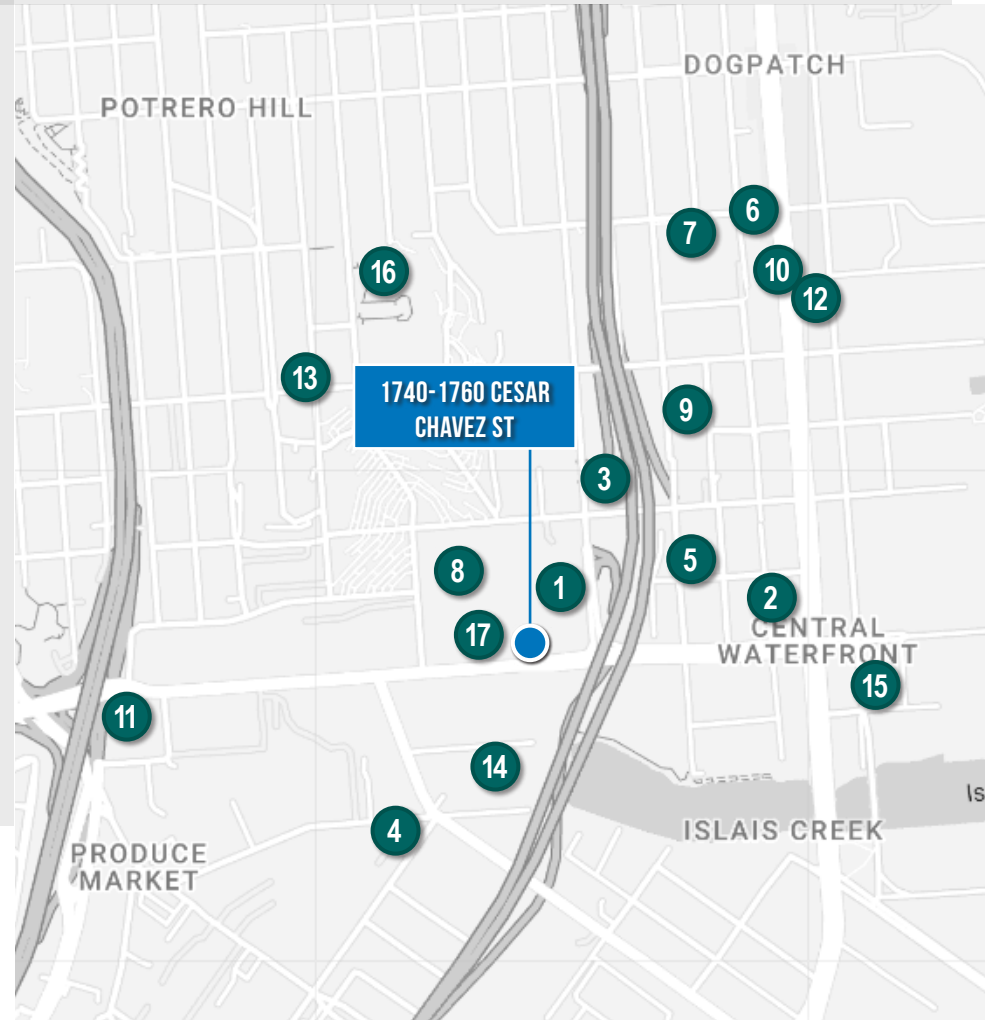 DOGPATCH
POTRERO HILL
6
7
10
16
12
13
1740-1760 CESAR
CHAVEZ ST
9
3
5
8
1
2
17
CENTRAL
WATERFRONT
15
11
14
Is
4
ISLAIS CREEK
PRODUCE
MARKET